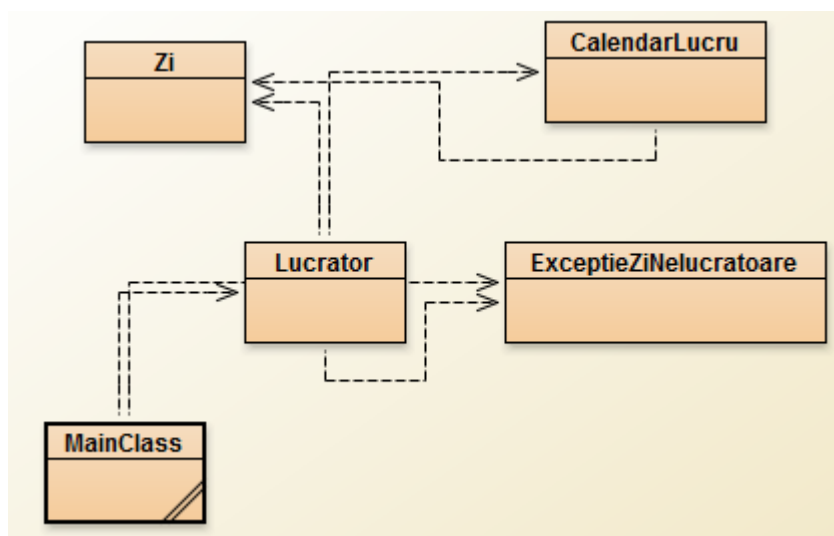 Zi
CalendarLucru
Lucrator
ExceptieZiNelucratoare
MainClass